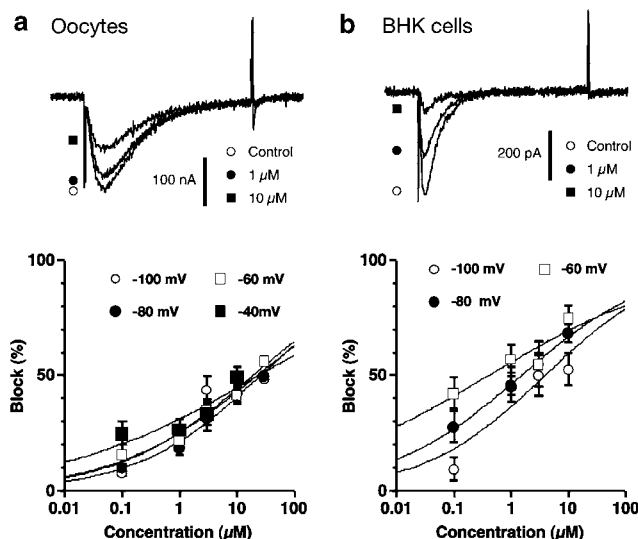 a Oocytes
Control
1 µM
10 µM
100 nA
b BHK cells
Control
1 µM
10 µM
200 pA
100
50
0
Block (%)
-100 mV
-60 mV
-80 mV
-40mV
0.01 0.1 1 10 100
Concentration (µM)
100
50
0
Block (%)
-100 mV
-60 mV
-80 mV
0.01 0.1 1 10 100
Concentration (µM)